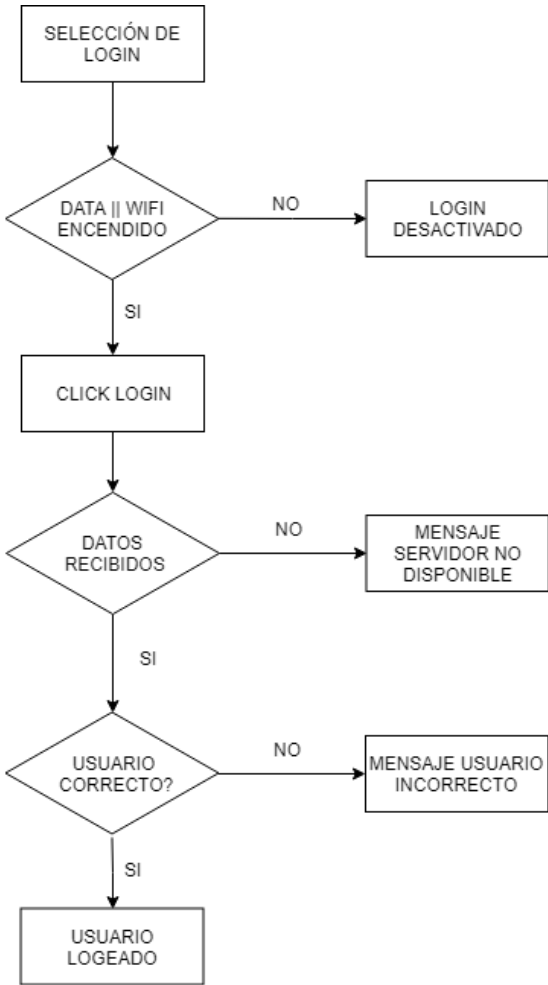 SELECCIÓN DE
LOGIN
DATA || WIFI
ENCENDIDO
NO
LOGIN
DESACTIVADO
SI
CLICK LOGIN
DATOS
RECIBIDOS
NO
MENSAJE
SERVIDOR NO
DISPONIBLE
SI
USUARIO
CORRECTO?
NO
MENSAJE USUARIO
INCORRECTO
SI
USUARIO
LOGEADO